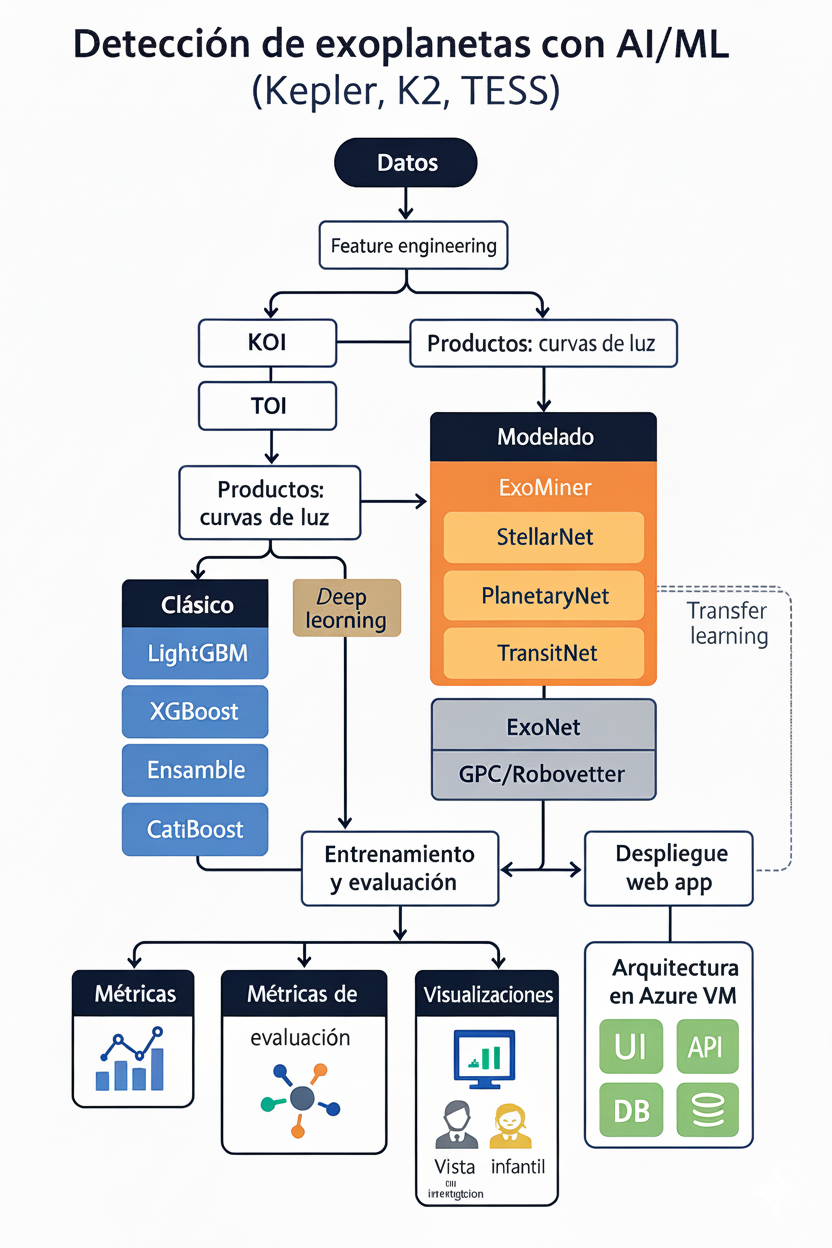 Detección de exoplanetas con AI/ML
(Kepler, K2, TESS)
Datos
Feature engineering
KOI
Productos: curvas de luz
TOI
Modelado
Productos:
curvas de luz
ExoMiner
StellarNet
Clásico
Deep
leorning
PlanetaryNet
Transfer
learning
LightGBM
TransitNet
XGBoost
ExoNet
Ensamble
GPC/Robovetter
CatiBoost
Entrenamiento
y evaluación
Despliegue
web app
Métricas
Métricas de
evaluación
Visualizaciones
Vista
infantil
Arquitectura
en Azure VM
UI
API
DB